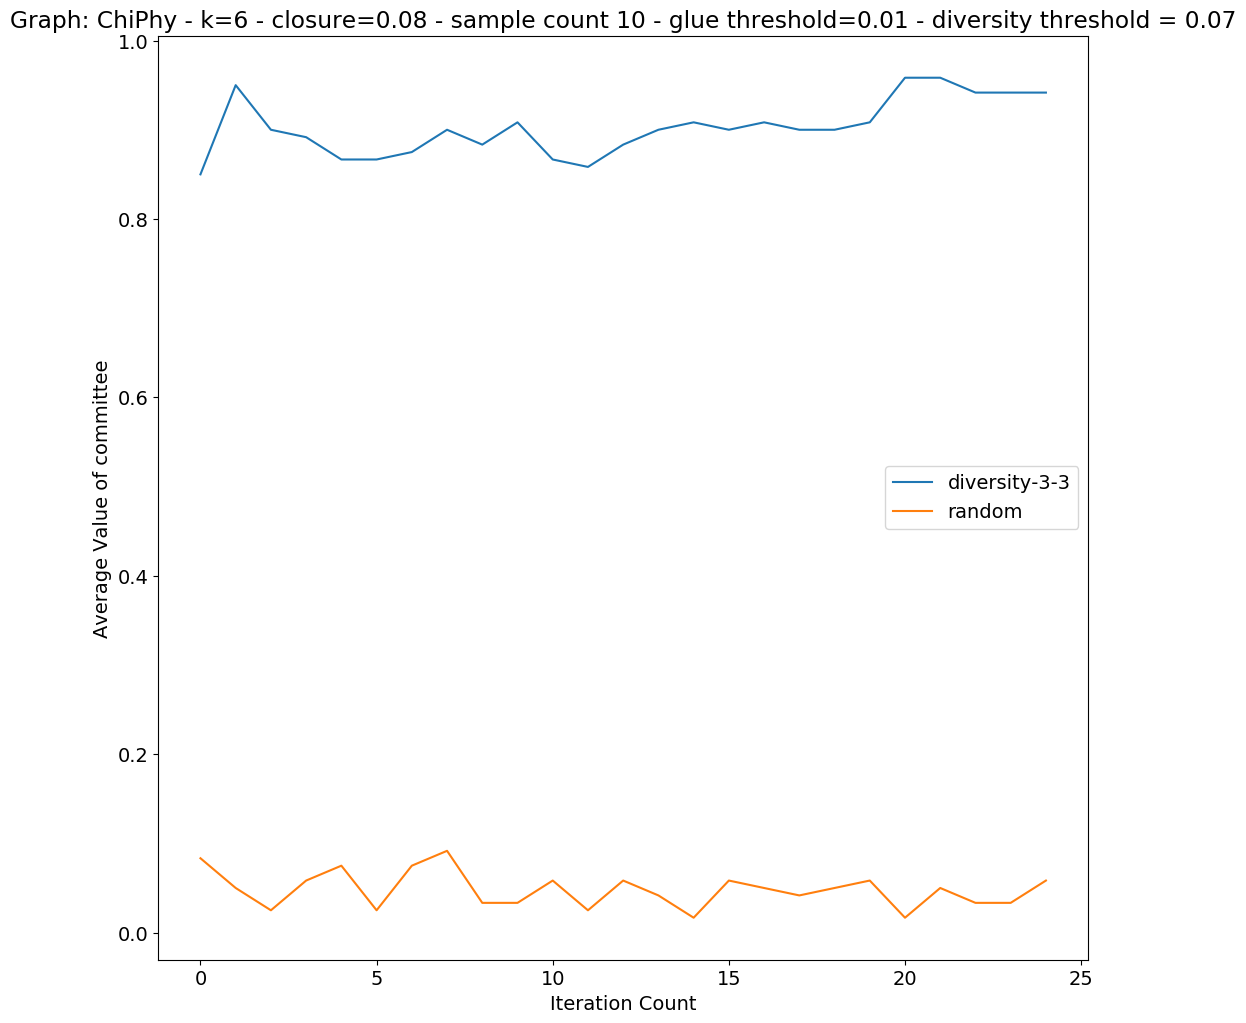 Graph: ChiPhy - k=6 - closure=0.08 - sample count 10 - glue threshold=0.01 - diversity threshold = 0.07
1.0
0.8
0.6
0.4
0.2
0.0
Average Value of committee
diversity-3-3
random
0 5 10 15 20 25
Iteration Count